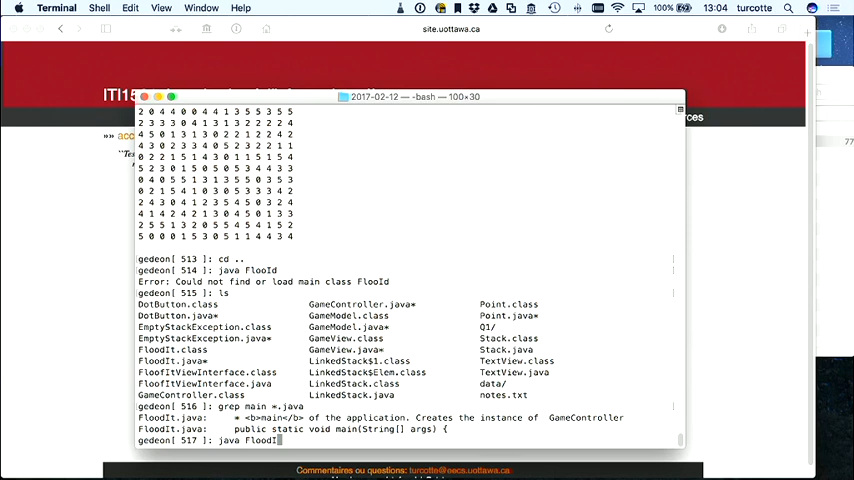 Terminal Shell Edit View Window Help 100% Fri 13:04 turcotte
site.uottawa.ca
ITI15
2017-02-12 — -bash — 100×30
rces
»» acc
``Tes
77
2 0 4 4 0 0 4 4 1 3 5 5 3 5 5
2 3 3 3 0 4 1 3 1 3 2 2 2 2 4
4 5 0 1 3 1 3 0 2 2 1 2 2 4 2
4 3 0 2 3 3 4 0 5 2 3 2 2 1 1
0 2 2 1 5 1 4 3 0 1 1 5 1 5 4
5 2 3 0 1 5 0 5 0 5 3 4 4 3 3
0 4 0 5 5 1 3 1 3 5 5 0 3 5 3
0 2 1 5 4 1 0 3 0 5 3 3 3 4 2
2 4 3 0 4 1 2 3 5 4 5 0 3 2 4
4 1 4 2 4 2 1 3 0 4 5 0 1 3 3
2 5 5 1 3 2 0 5 5 4 5 4 1 5 2
5 0 0 0 1 5 3 0 5 1 1 4 4 3 4
gedeon[ 513 ]: cd ..
gedeon[ 514 ]: java FlooId
Error: Could not find or load main class FlooId
gedeon[ 515 ]: ls
DotButton.class GameController.java* Point.class
DotButton.java* GameModel.class Point.java*
EmptyStackException.class GameModel.java* Q1/
EmptyStackException.java* GameView.class Stack.class
FloodIt.class GameView.java* Stack.java
FloodIt.java* LinkedStack$1.class TextView.class
FloofItViewInterface.class LinkedStack$Elem.class TextView.java
FloofItViewInterface.java LinkedStack.class data/
GameController.class LinkedStack.java notes.txt
gedeon[ 516 ]: grep main *.java
FloodIt.java: * <b>main</b> of the application. Creates the instance of GameController
FloodIt.java: public static void main(String[] args) {
gedeon[ 517 ]: java FloodI
Commentaires ou questions: turcotte@eecs.uottawa.ca